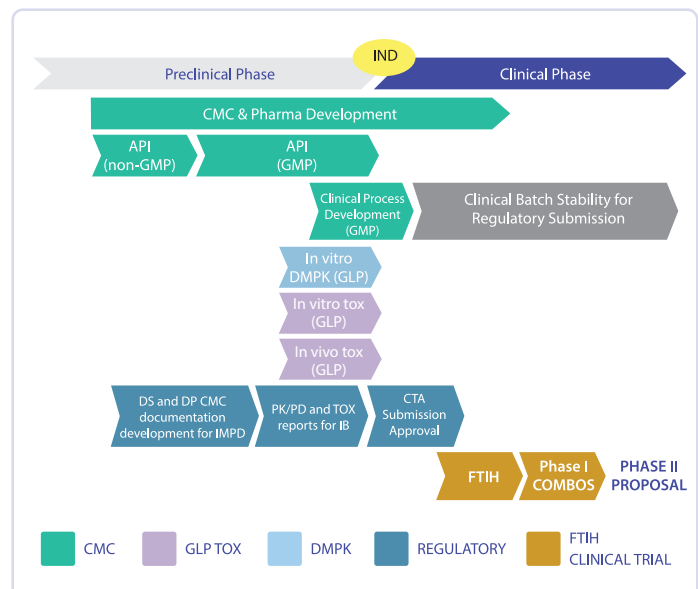 IND
Preclinical Phase
Clinical Phase
CMC & Pharma Development
API
(non-GMP)
API
(GMP)
Clinical Process
Development
(GMP)
Clinical Batch Stability for
Regulatory Submission
In vitro
DMPK (GLP)
In vitro tox
(GLP)
In vivo tox
(GLP)
DS and DP CMC
documentation
development for IMPD
PK/PD and TOX
reports for IB
CTA
Submission
Approval
FTIH
Phase I
COMBOS
PHASE II
PROPOSAL
CMC
GLP TOX
DMPK
REGULATORY
FTIH
CLINICAL TRIAL